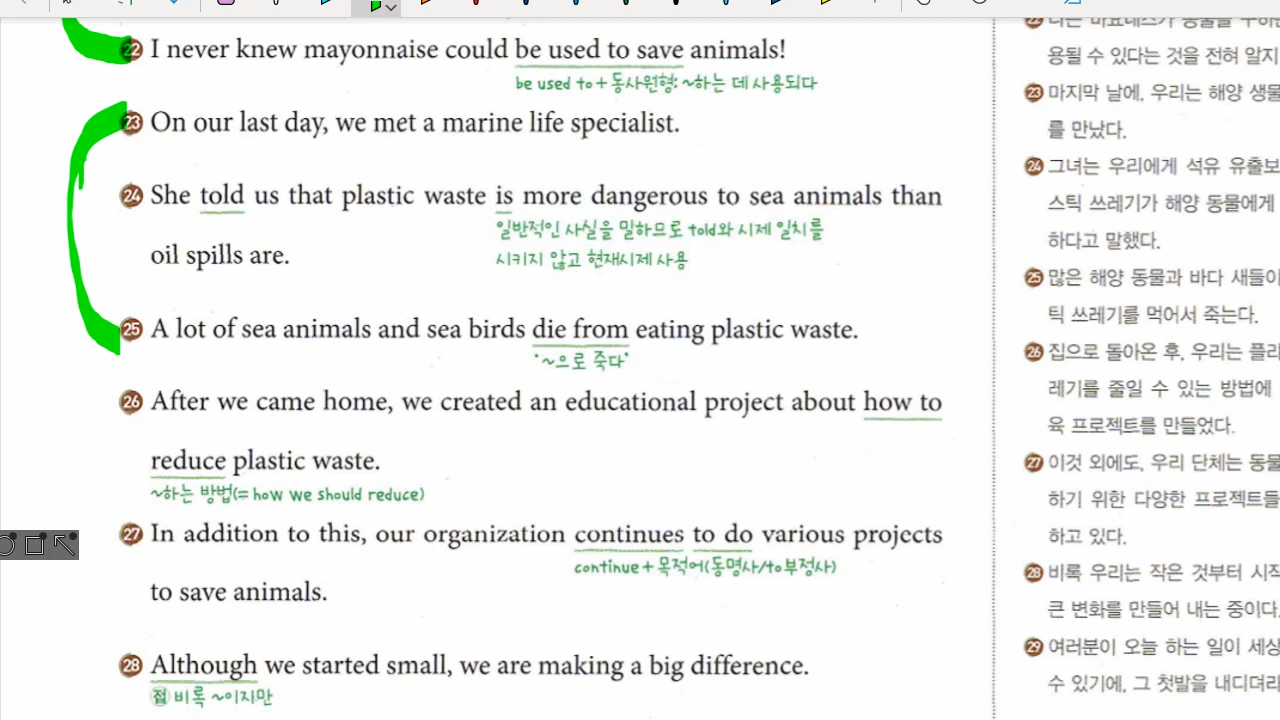 22 I never knew mayonnaise could be used to save animals!
be used to + 동사원형: ~하는 데 사용되다
23 On our last day, we met a marine life specialist.
24 She told us that plastic waste is more dangerous to sea animals than
일반적인 사실을 말하므로 told와 시제 일치를
oil spills are.
시키지 않고 현재시제 사용
25 A lot of sea animals and sea birds die from eating plastic waste.
'~으로 죽다'
26 After we came home, we created an educational project about how to
reduce plastic waste.
~하는 방법(= how we should reduce)
27 In addition to this, our organization continues to do various projects
continue + 목적어(동명사/to부정사)
to save animals.
28 Although we started small, we are making a big difference.
접 비록 ~이지만
용될 수 있다는 것을 전혀 알지
23 마지막 날에, 우리는 해양 생물
를 만났다.
24 그녀는 우리에게 석유 유출보
스틱 쓰레기가 해양 동물에게
하다고 말했다.
25 많은 해양 동물과 바다 새들이
틱 쓰레기를 먹어서 죽는다.
26 집으로 돌아온 후, 우리는 플라
레기를 줄일 수 있는 방법에
육 프로젝트를 만들었다.
27 이것 외에도, 우리 단체는 동물
하기 위한 다양한 프로젝트들
하고 있다.
28 비록 우리는 작은 것부터 시작
큰 변화를 만들어 내는 중이다.
29 여러분이 오늘 하는 일이 세상
수 있기에, 그 첫발을 내디뎌라